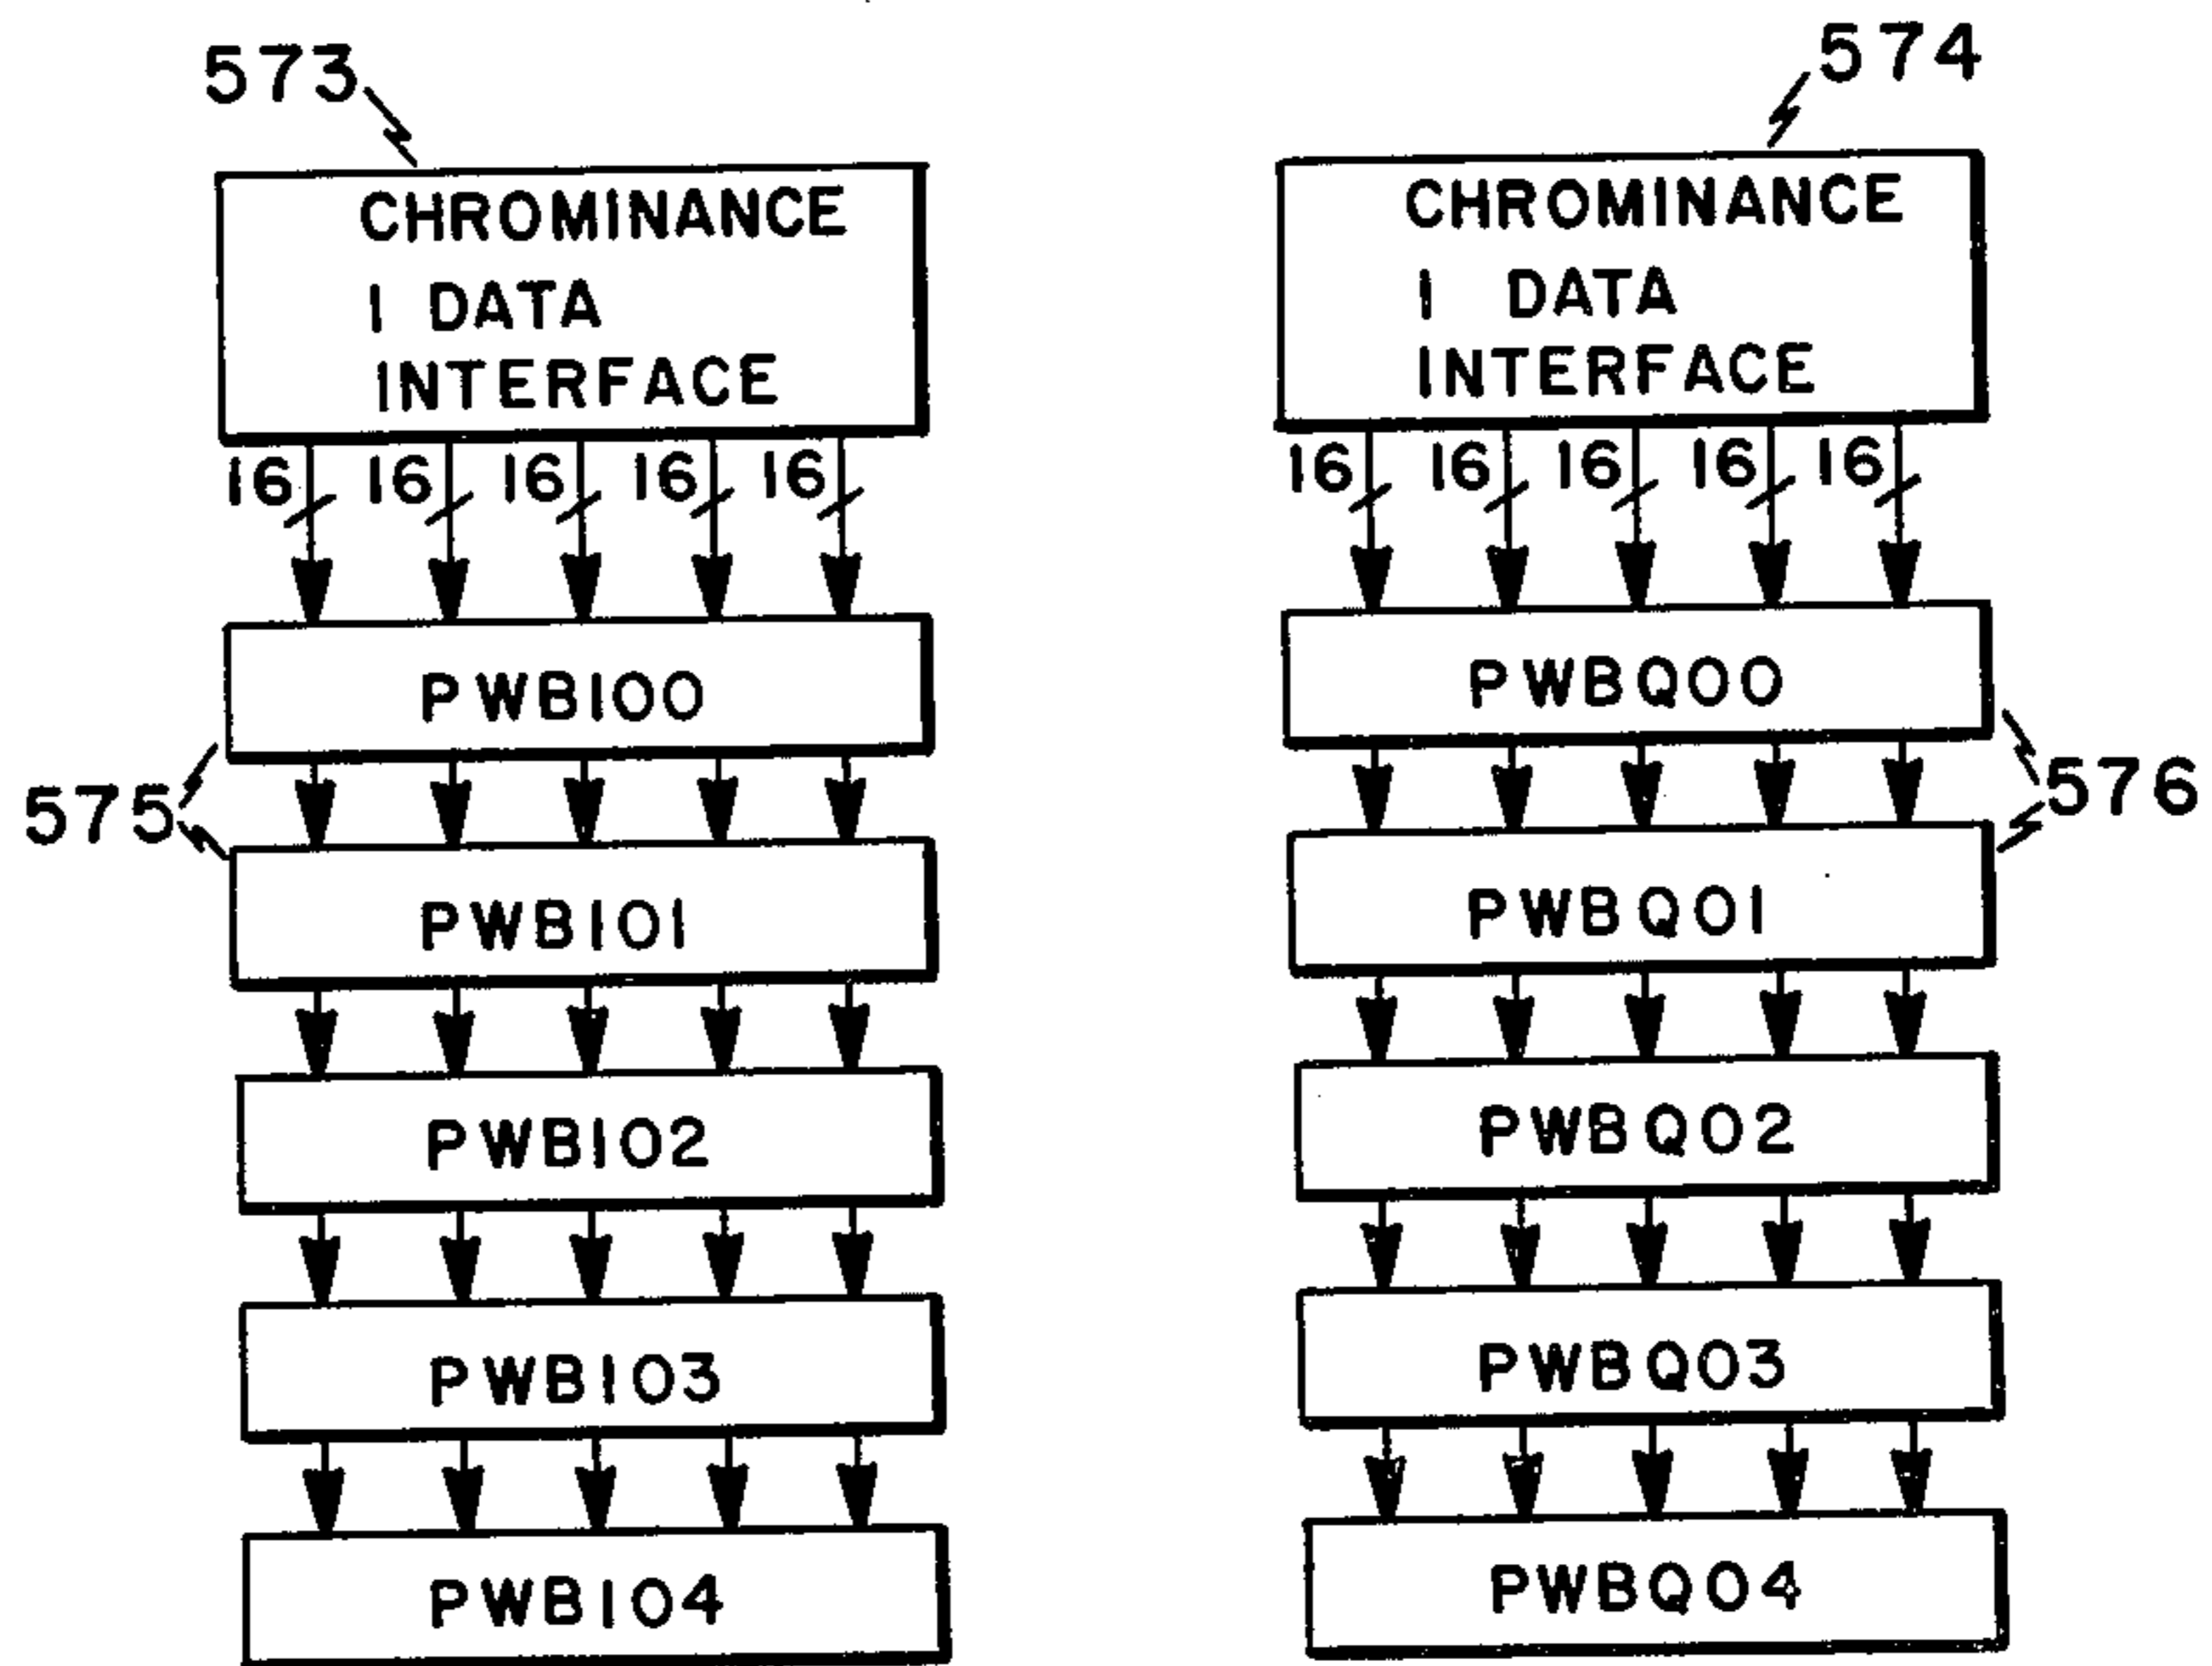 573
CHROMINANCE
I DATA
INTERFACE
16 16 16 16 16
PWBI00
575
PWBI01
PWBI02
PWBI03
PWBI04
574
CHROMINANCE
I DATA
INTERFACE
16 16 16 16 16
PWBQ00
576
PWBQ01
PWBQ02
PWBQ03
PWBQ04